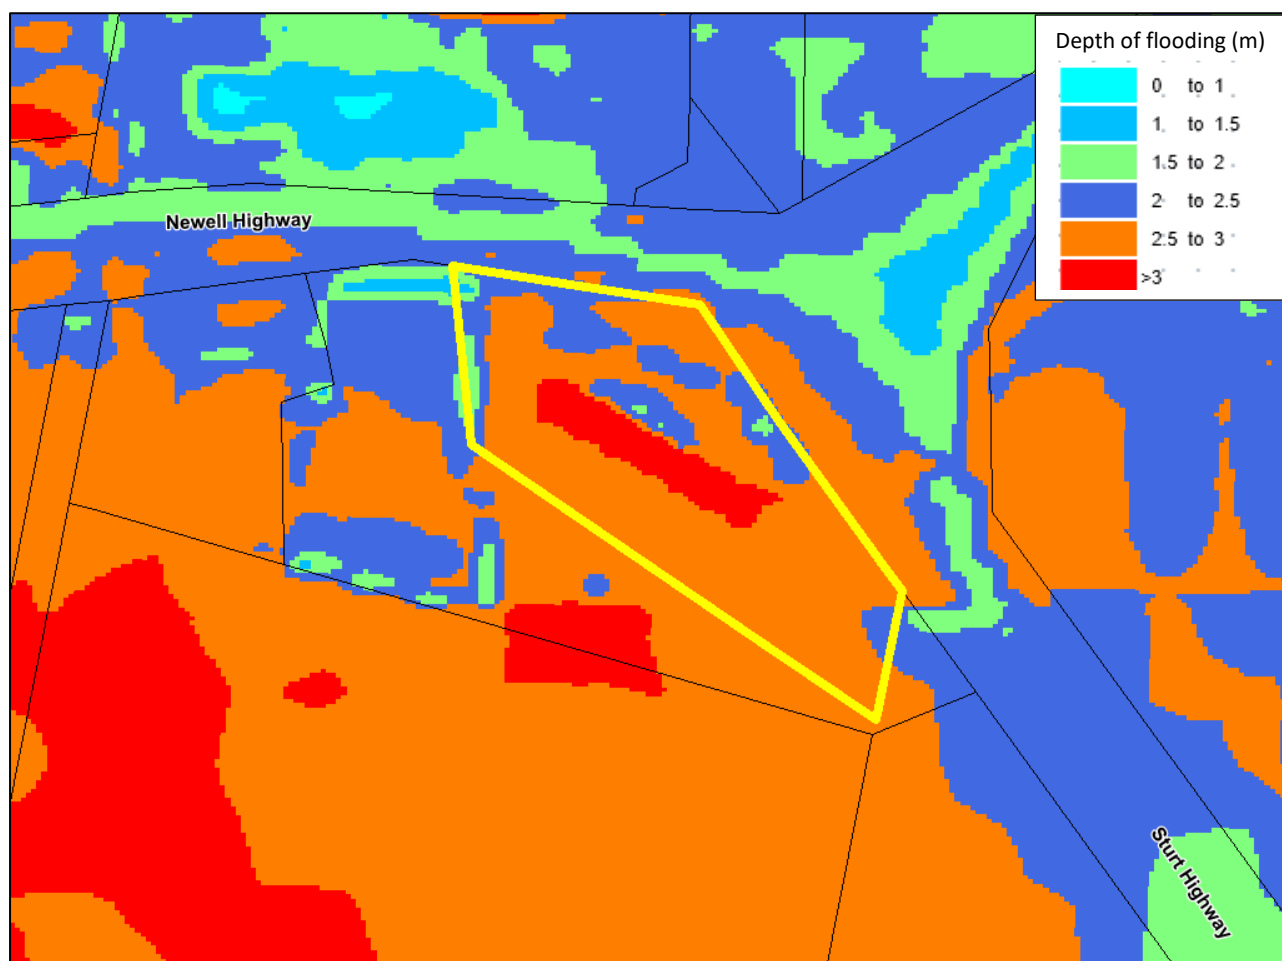 Depth of flooding (m)
0 to 1
1 to 1.5
1.5 to 2
2 to 2.5
2.5 to 3
>3
Newell Highway
Sturt Highway